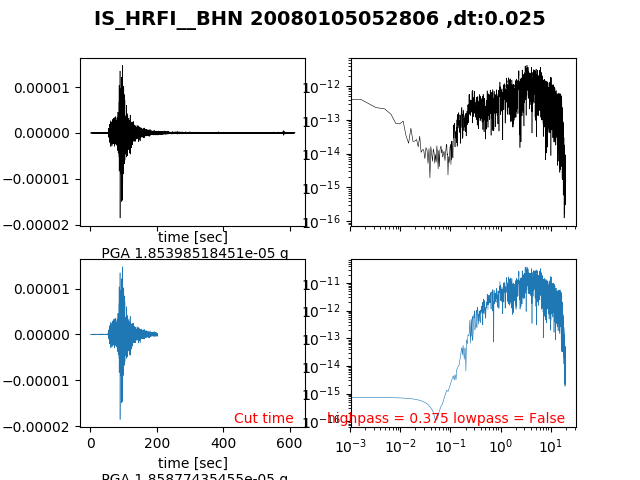 IS_HRFI__BHN 20080105052806 ,dt:0.025
0.00001
0.00000
−0.00001
−0.00002
time [sec]
PGA 1.85398518451e-05 g
10⁻¹²
10⁻¹³
10⁻¹⁴
10⁻¹⁵
10⁻¹⁶
0.00001
0.00000
−0.00001
−0.00002
Cut time
0 200 400 600
time [sec]
PGA 1.85877435455e-05 g
10⁻¹¹
10⁻¹²
10⁻¹³
10⁻¹⁴
10⁻¹⁵
10⁻¹⁶
highpass = 0.375 lowpass = False
10⁻³ 10⁻² 10⁻¹ 10⁰ 10¹